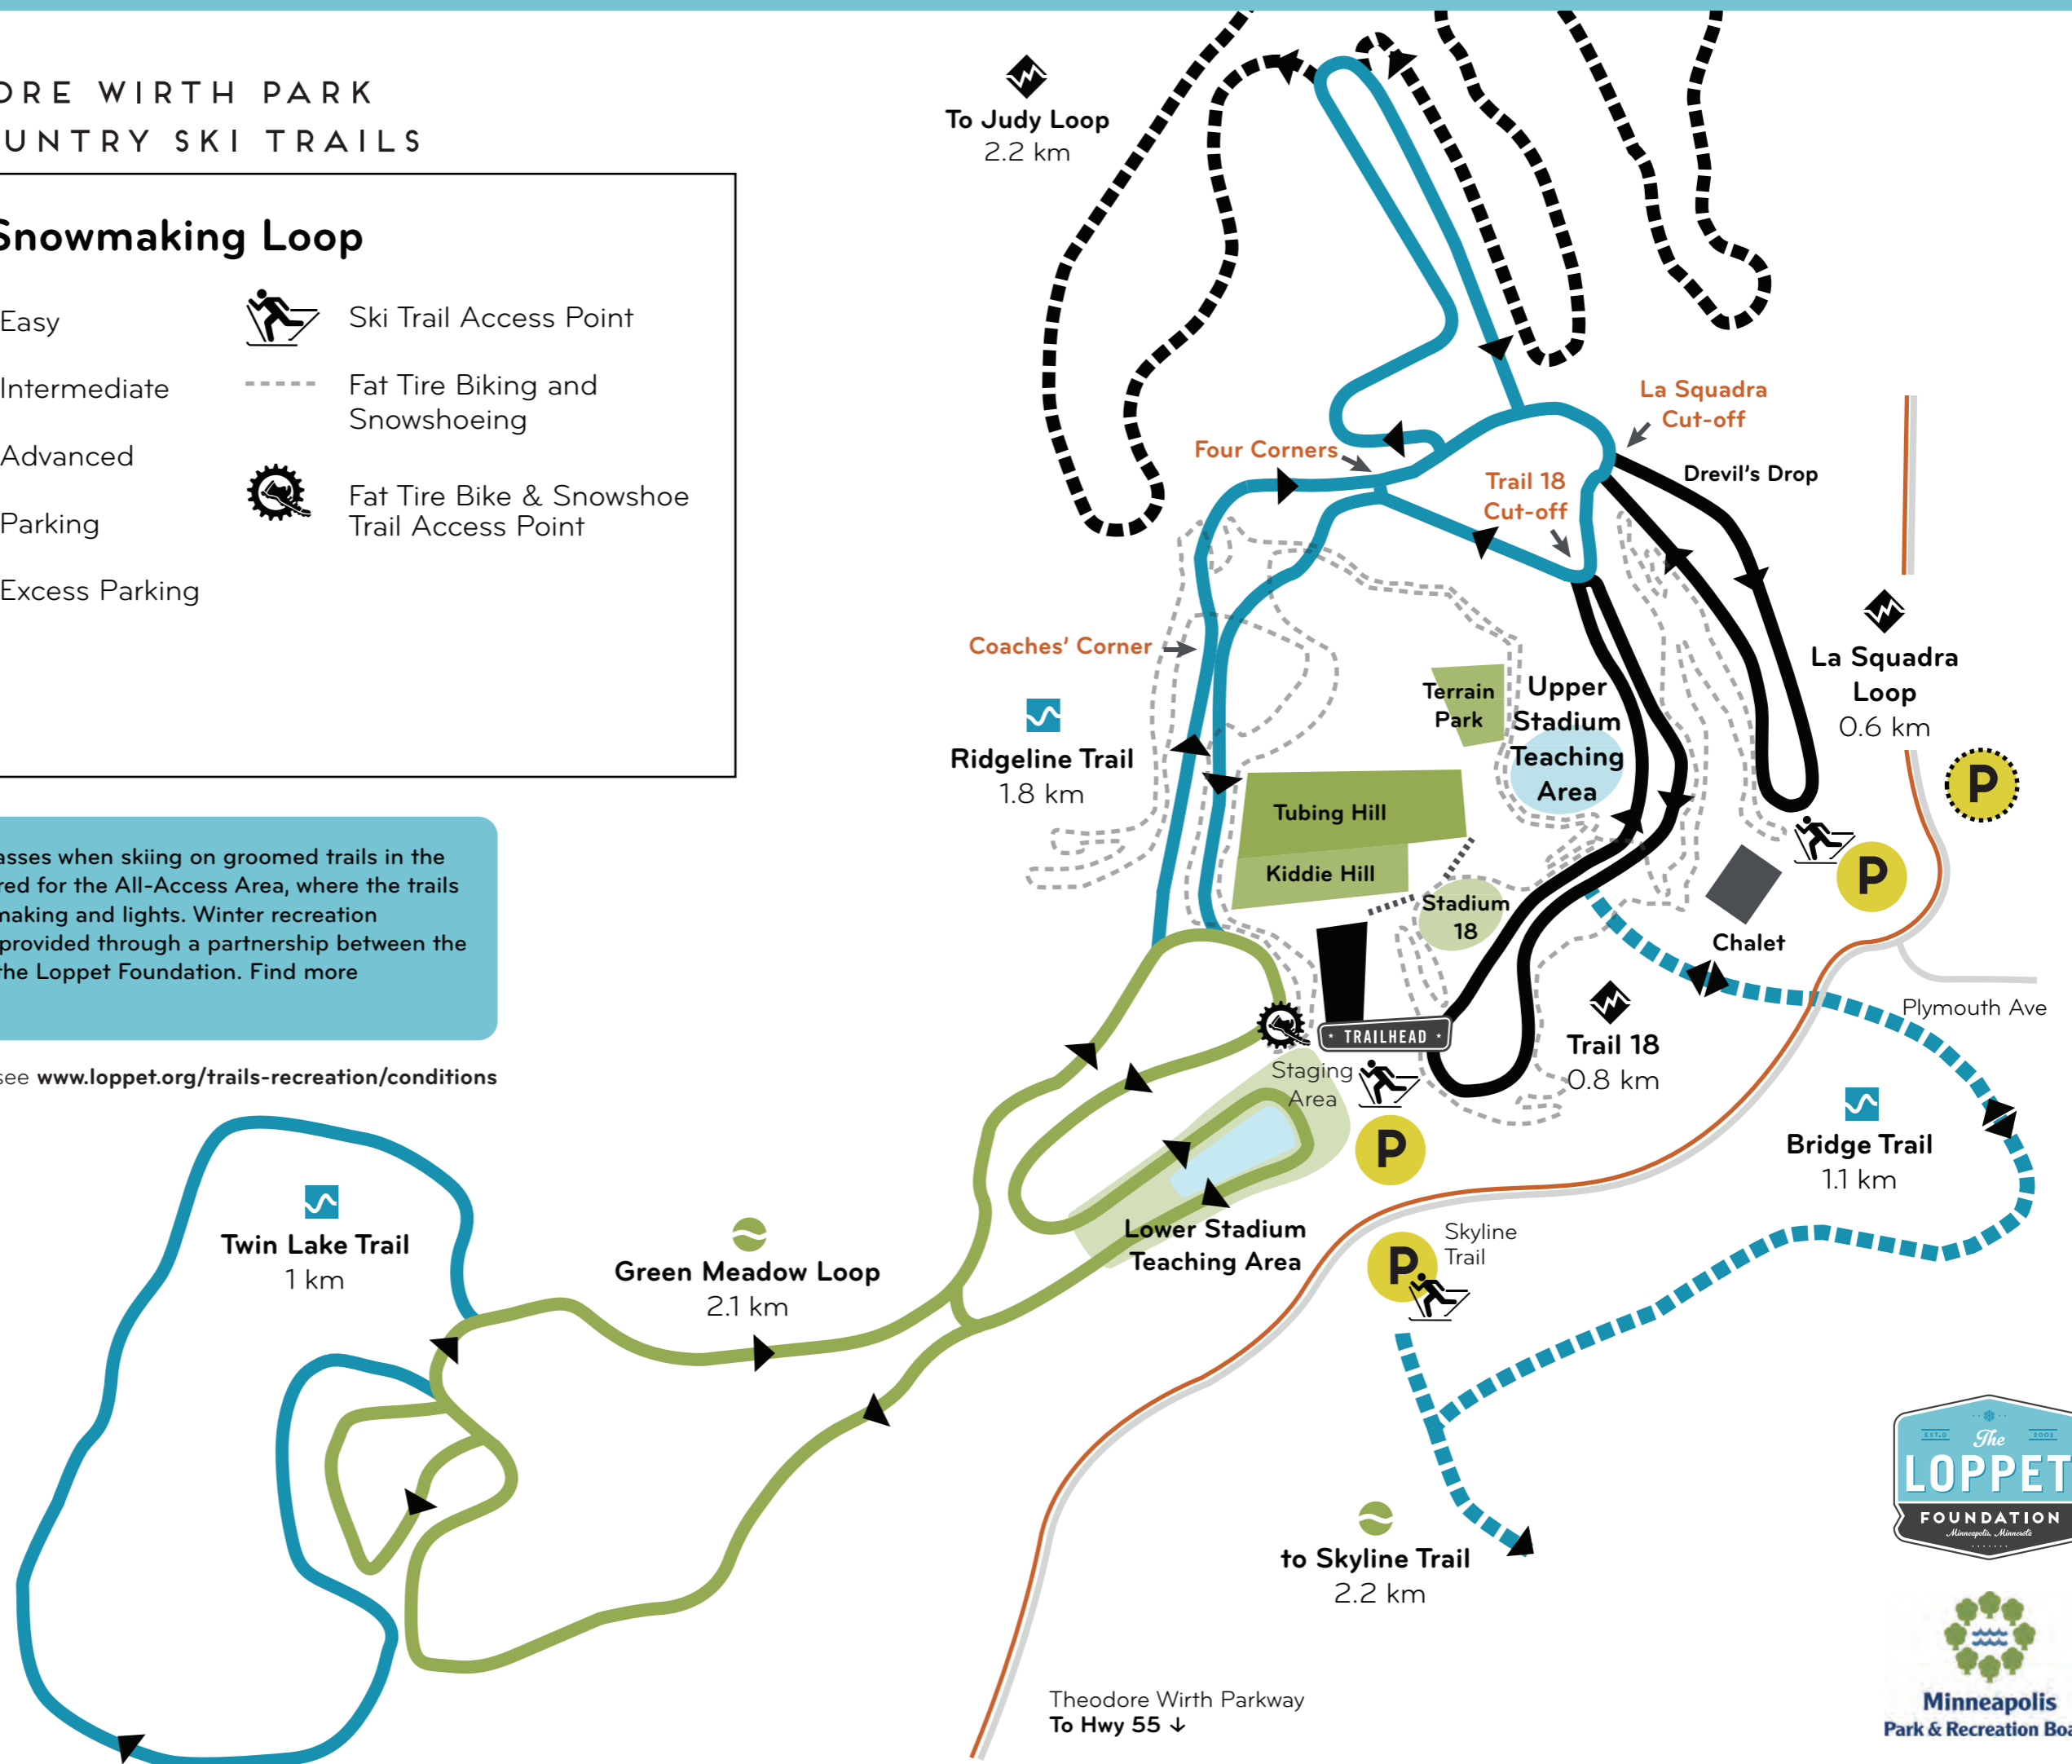 ORE WIRTH PARK
UNTRY SKI TRAILS
Snowmaking Loop
Easy
Intermediate
Advanced
Parking
Excess Parking
Ski Trail Access Point
Fat Tire Biking and
Snowshoeing
Fat Tire Bike & Snowshoe
Trail Access Point
asses when skiing on groomed trails in the
red for the All-Access Area, where the trails
making and lights. Winter recreation
provided through a partnership between the
the Loppet Foundation. Find more
see www.loppet.org/trails-recreation/conditions
To Judy Loop
2.2 km
La Squadra
Cut-off
Four Corners
Trail 18
Cut-off
Drevil's Drop
Coaches' Corner
Ridgeline Trail
1.8 km
Terrain
Park
Upper
Stadium
Teaching
Area
La Squadra
Loop
0.6 km
P
Tubing Hill
Kiddie Hill
Stadium
18
P
Chalet
Plymouth Ave
TRAILHEAD
Trail 18
0.8 km
Staging
Area
P
Bridge Trail
1.1 km
Lower Stadium
Teaching Area
Skyline
Trail
P
Twin Lake Trail
1 km
Green Meadow Loop
2.1 km
to Skyline Trail
2.2 km
Theodore Wirth Parkway
To Hwy 55 ↓
EST.D
2002
The
LOPPET
FOUNDATION
Minneapolis, Minnesota
Minneapolis
Park & Recreation Boa